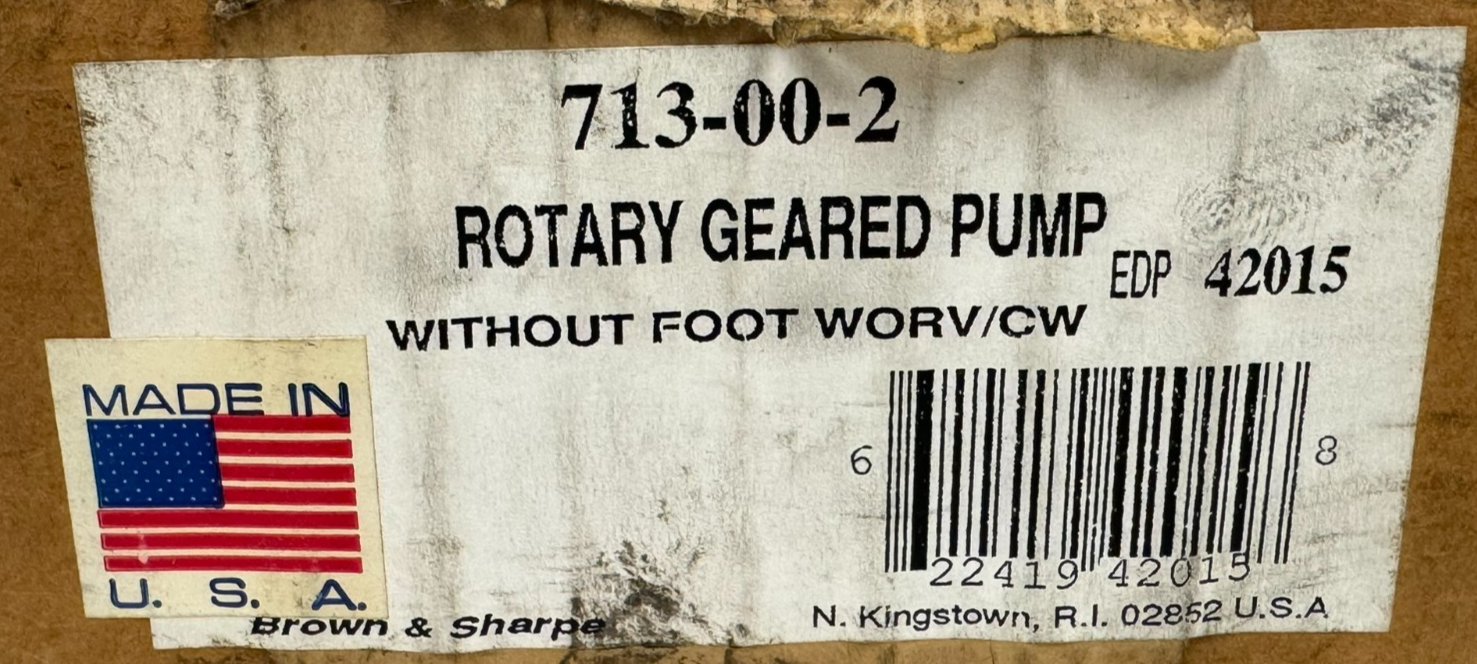 713-00-2
ROTARY GEARED PUMP
EDP 42015
WITHOUT FOOT WORV/CW
MADE IN
U. S. A.
6 22419 42015 8
Brown & Sharpe
N. Kingstown, R.I. 02852 U.S.A